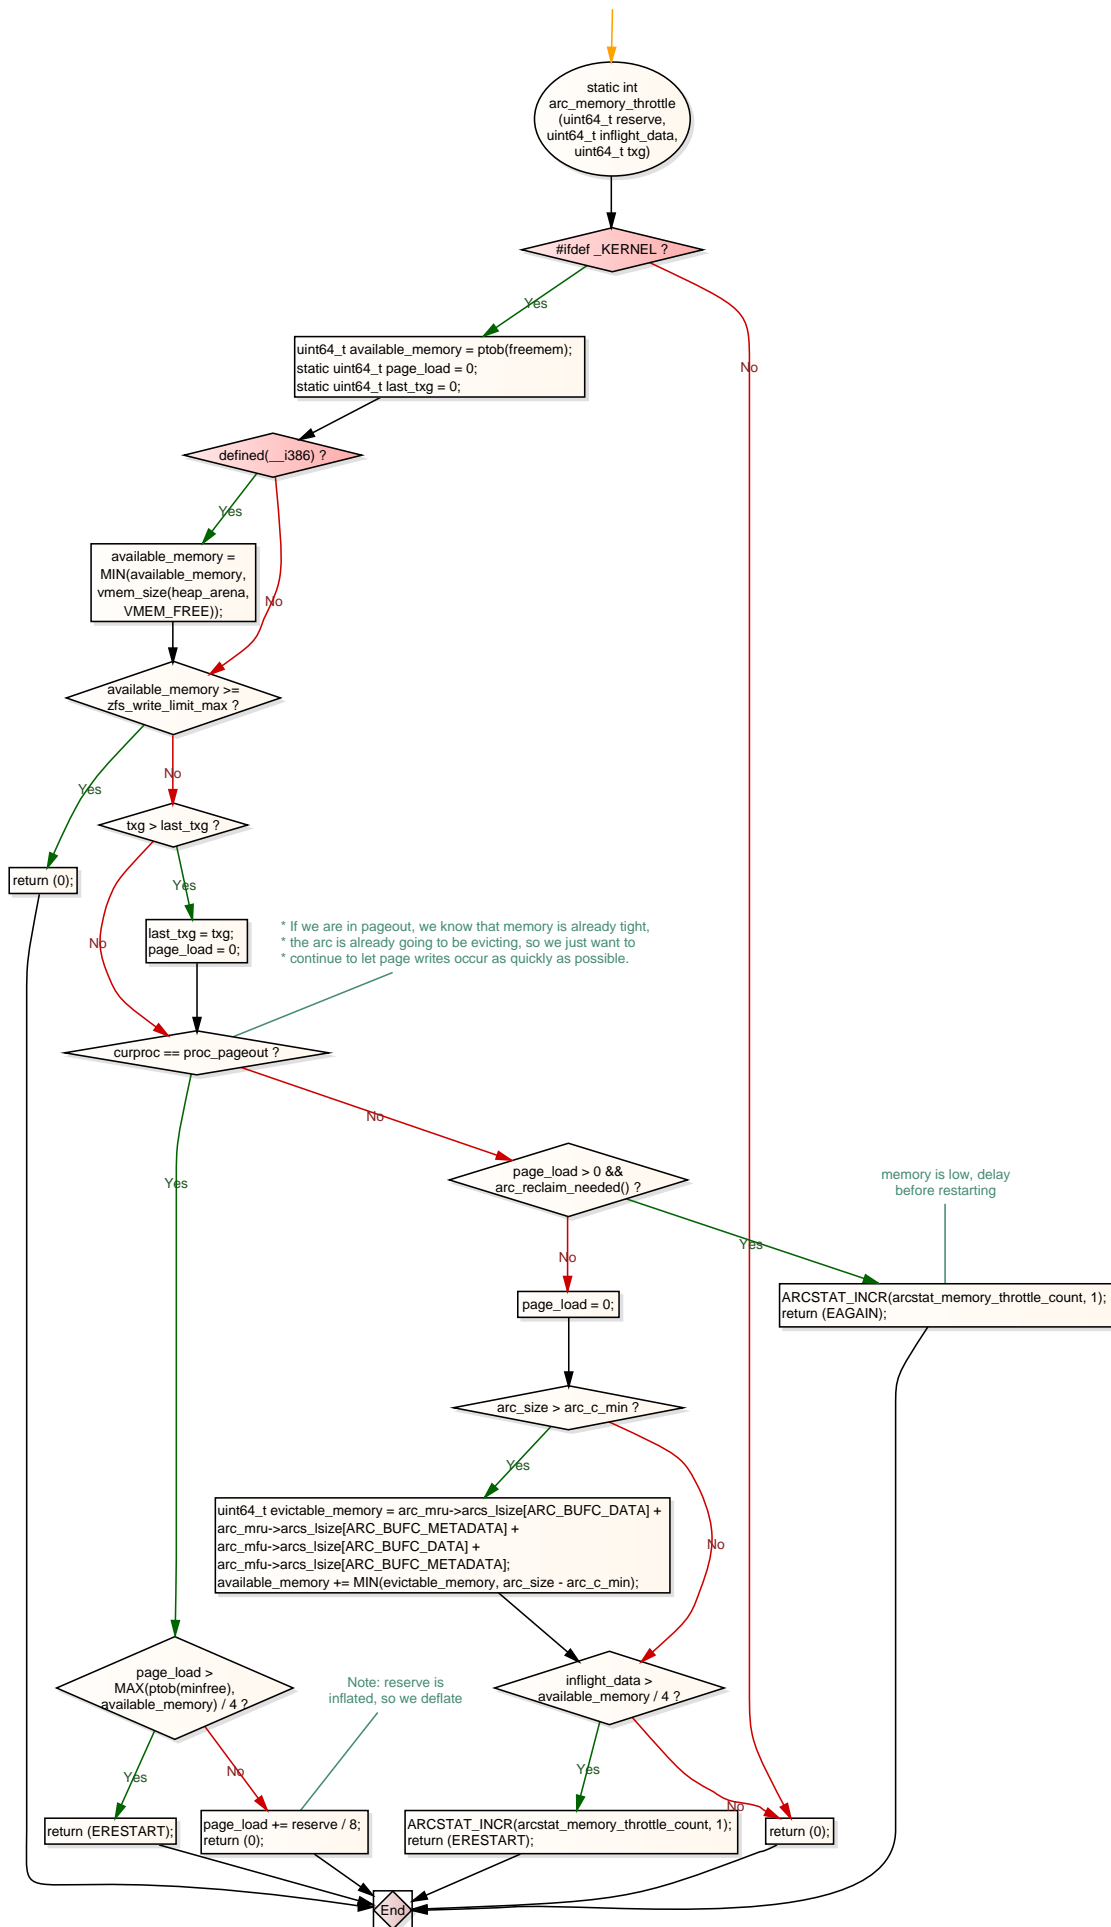 static int
arc_memory_throttle
(uint64_t reserve,
uint64_t inflight_data,
uint64_t txg)
#ifdef _KERNEL ?
Yes
No
uint64_t available_memory = ptob(freemem);
static uint64_t page_load = 0;
static uint64_t last_txg = 0;
defined(__i386) ?
Yes
No
available_memory =
MIN(available_memory,
vmem_size(heap_arena,
VMEM_FREE));
available_memory >=
zfs_write_limit_max ?
Yes
No
txg > last_txg ?
return (0);
Yes
No
last_txg = txg;
page_load = 0;
* If we are in pageout, we know that memory is already tight,
* the arc is already going to be evicting, so we just want to
* continue to let page writes occur as quickly as possible.
curproc == proc_pageout ?
No
Yes
page_load > 0 &&
arc_reclaim_needed() ?
memory is low, delay
before restarting
No
Yes
page_load = 0;
ARCSTAT_INCR(arcstat_memory_throttle_count, 1);
return (EAGAIN);
arc_size > arc_c_min ?
Yes
No
uint64_t evictable_memory = arc_mru->arcs_lsize[ARC_BUFC_DATA] +
arc_mru->arcs_lsize[ARC_BUFC_METADATA] +
arc_mfu->arcs_lsize[ARC_BUFC_DATA] +
arc_mfu->arcs_lsize[ARC_BUFC_METADATA];
available_memory += MIN(evictable_memory, arc_size - arc_c_min);
page_load >
MAX(ptob(minfree),
available_memory) / 4 ?
Note: reserve is
inflated, so we deflate
inflight_data >
available_memory / 4 ?
Yes
No
Yes
No
return (ERESTART);
page_load += reserve / 8;
return (0);
ARCSTAT_INCR(arcstat_memory_throttle_count, 1);
return (ERESTART);
return (0);
End